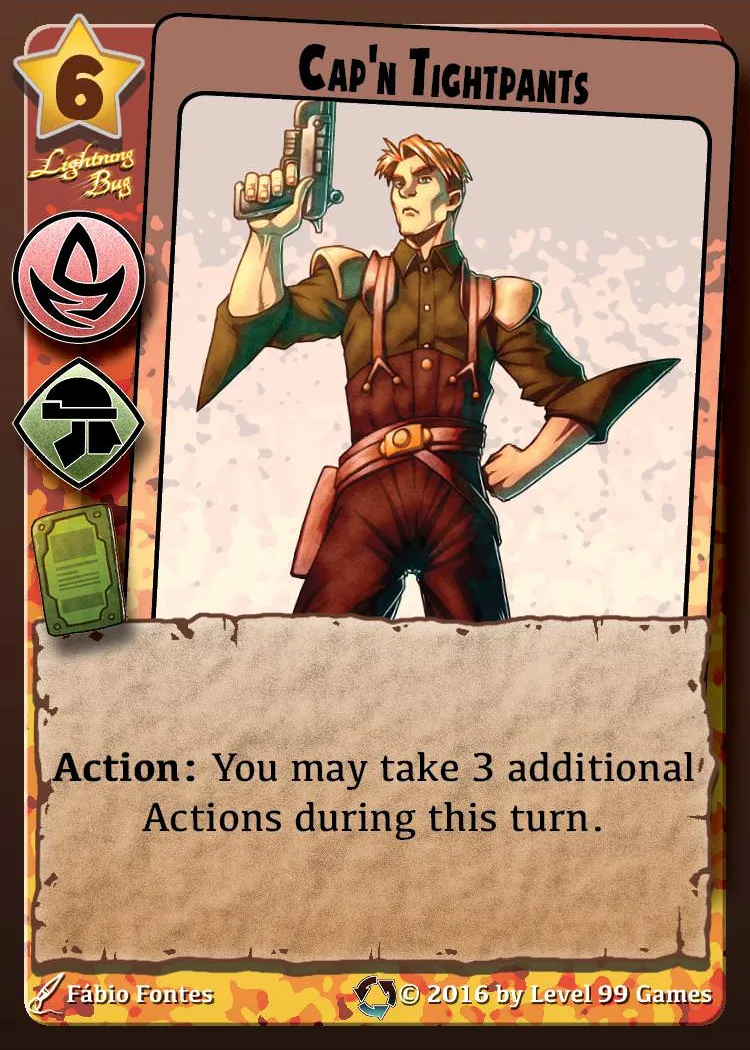 6
Cap'n Tightpants
Lightning
Bug
Action: You may take 3 additional
Actions during this turn.
Fábio Fontes
© 2016 by Level 99 Games